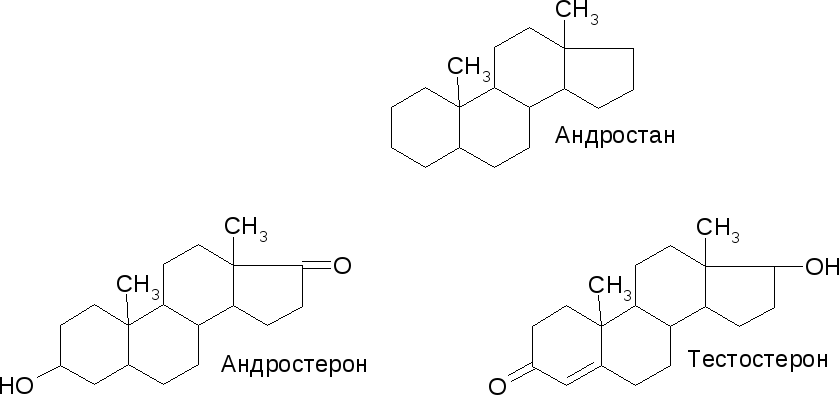 CH₃
CH₃
Андростан
CH₃
O
CH₃
Андростерон
HO
CH₃
OH
CH₃
Тестостерон
O